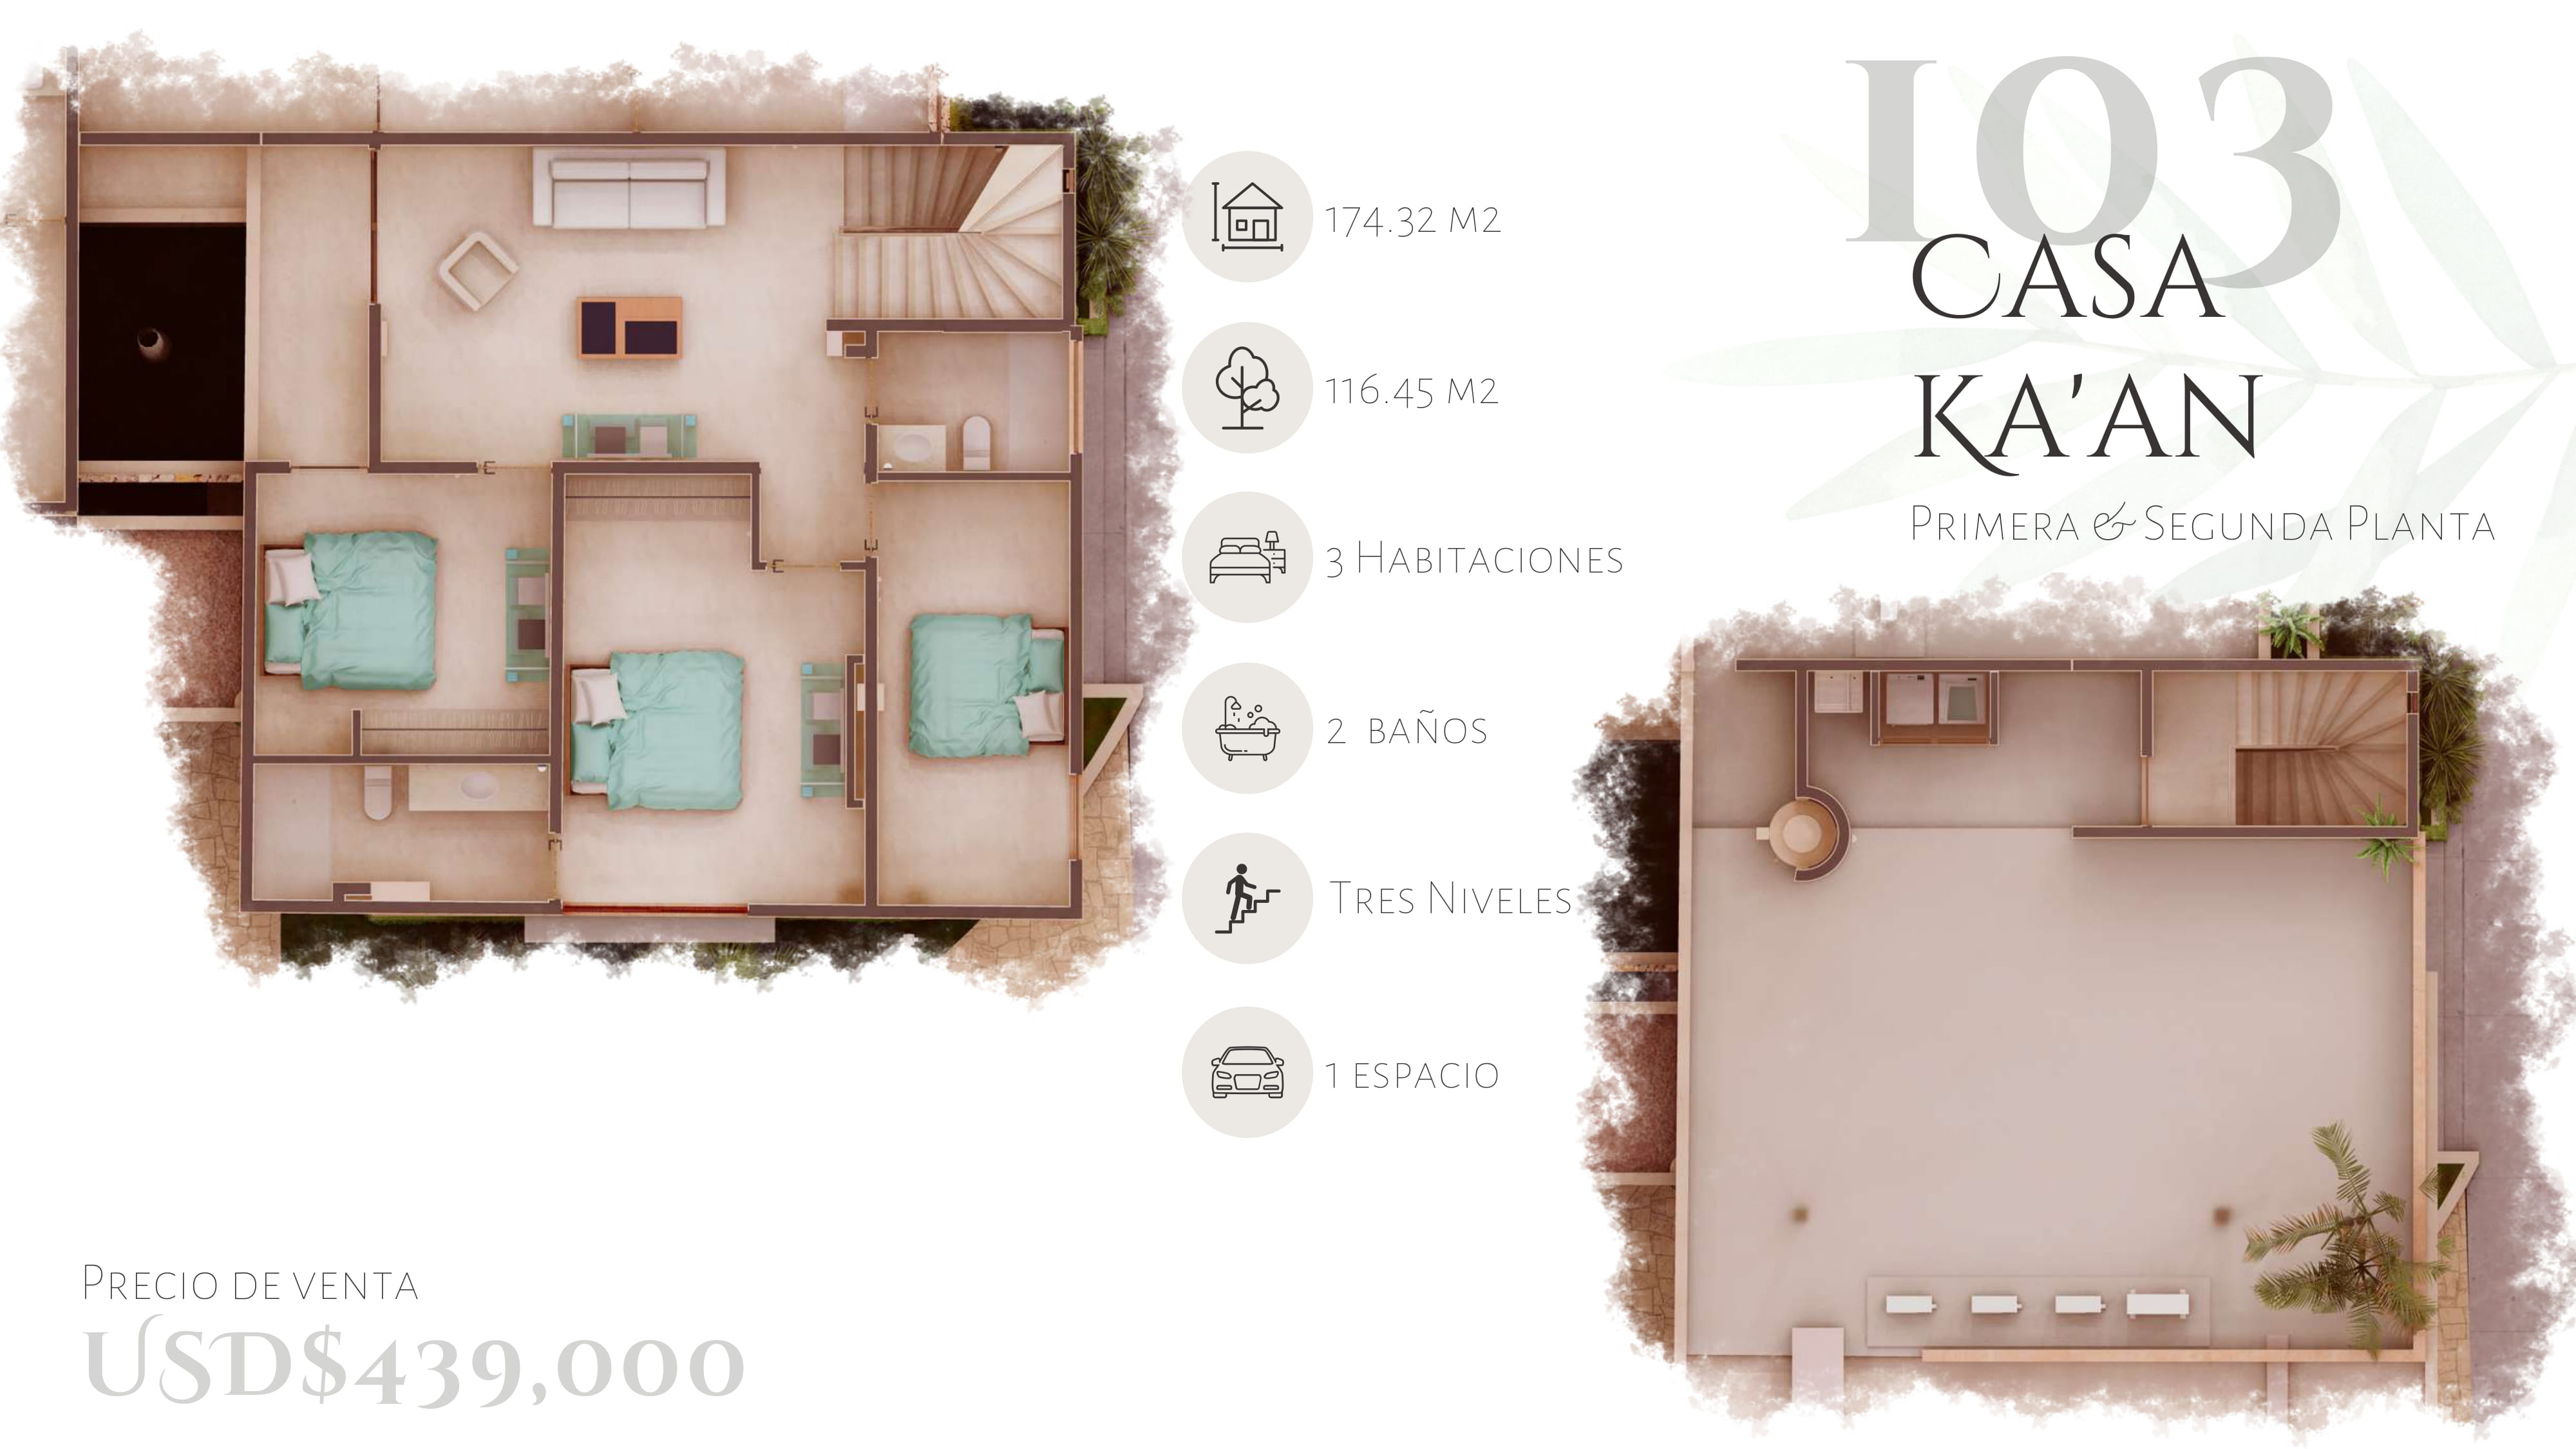 103
Casa
Ka'an
Primera & Segunda Planta
174.32 M2
116.45 M2
3 Habitaciones
2 baños
Tres Niveles
1 espacio
Precio de venta
USD$439,000